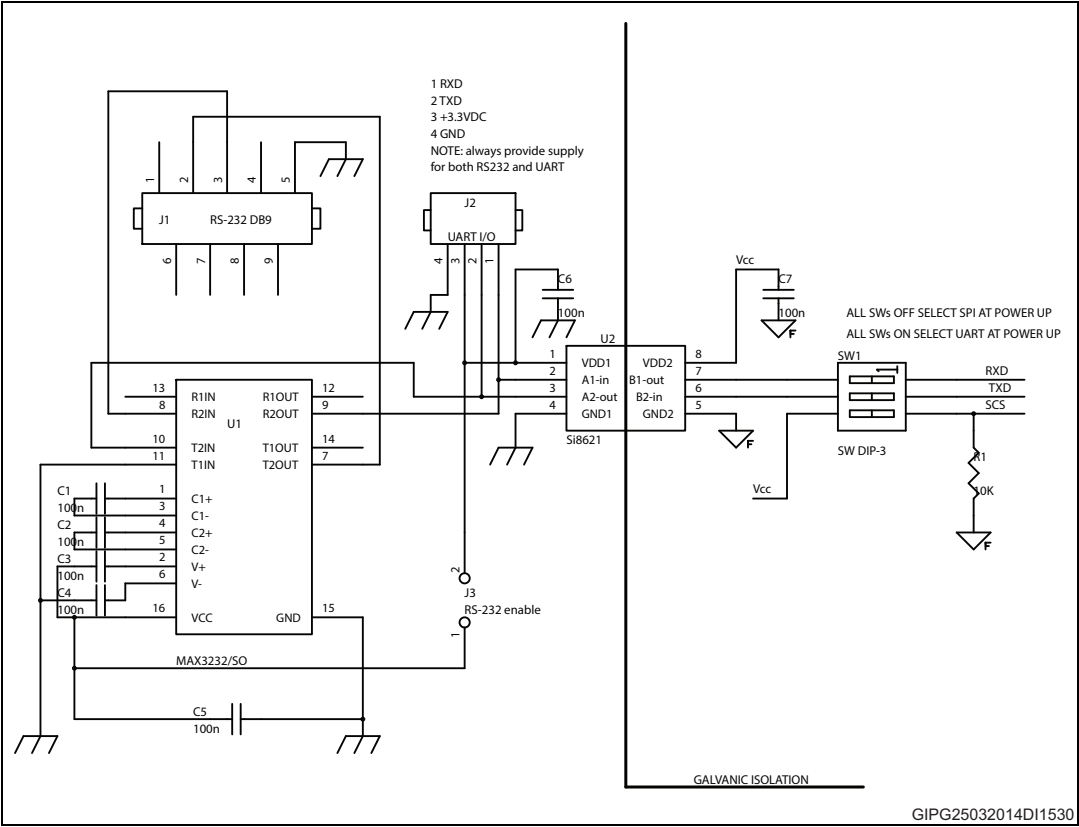 1 RXD
2 TXD
3 +3.3VDC
4 GND
NOTE: always provide supply
for both RS232 and UART
1
2
3
4
5
J1
RS-232 DB9
6
7
8
9
J2
UART I/O
4
3
2
1
C6
100n
Vcc
C7
100n
ALL SWs OFF SELECT SPI AT POWER UP
ALL SWs ON SELECT UART AT POWER UP
U2
1
VDD1
VDD2
8
2
A1-in
B1-out
7
3
A2-out
B2-in
6
4
GND1
GND2
5
Si8621
F
SW1
1
RXD
TXD
SCS
SW DIP-3
Vcc
R1
10K
F
F
U1
13
R1IN
R1OUT
12
8
R2IN
R2OUT
9
10
T2IN
T1OUT
14
11
T1IN
T2OUT
7
C1
100n
1
C1+
3
C1-
C2
100n
4
C2+
5
C2-
C3
100n
2
V+
6
V-
C4
100n
16
VCC
GND
15
MAX3232/SO
2
J3
RS-232 enable
1
C5
100n
GALVANIC ISOLATION
GIPG25032014DI1530